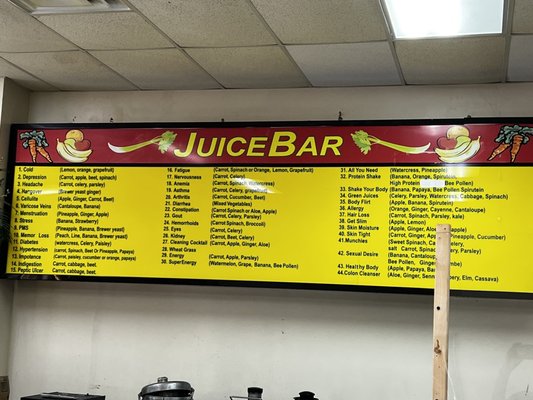 JUICEBAR
1. Cold (Lemon, orange, grapefruit)
2. Depression (Carrot, apple, beet, spinach)
3. Headache (Carrot, celery, parsley)
4. Hangover (Brewer yeast ginger)
5. Cellulite (Apple, Ginger, Carrot, Beet)
6. Varicose Veins (Cantaloupe, Banana)
7. Menstruation (Pineapple, Ginger, Apple)
8. Stress (Banana, Strawberry)
9. PMS (Pineapple, Banana, Brewer yeast)
10. Memory Loss (Peach, Lime, Banana, Brewer yeast)
11. Diabetes (watercress, Celery, Paisley)
12. Hypertension (carrot, Spinach, Beet Or Pineapple, Papaya)
13. Impotence (Carrot, paisley, cucumber or orange, papaya)
14. Indigestion Carrot, cabbage, beet.
15. Peptic Ulcer Carrot, cabbage, beet.
16. Fatigue (Carrot, Spinach or Orange, Lemon, Grapefruit)
17. Nervousness (Carrot, Celery)
18. Anemia (Carrot, Spinach, Watercress)
19. Asthma (Carrot, Celery, grapefruit)
20. Arthritis (Carrot, Cucumber, Beet)
21. Diarrhea (Mixed Vegetables)
22. Constipation (Carrot, Spinach or Aloe, Apple)
23. Gout (Carrot, Celery, Parsley)
24. Hemorrhoids (Carrot, Spinach, Broccoli)
25. Eyes (Carrot, Celery)
26. Kidney (Beet, Celery)
27. Cleaning Cocktail (Carrot, Apple, Ginger, Aloe)
28. Wheat Grass
29. Energy (Carrot, Apple, Parsley)
30. SuperEnergy (Watermelon, Grape, Banana, Bee Pollen)
31. All You Need (Watercress, Pineapple)
32. Protein Shake (Banana, Orange, Spirulein,
High Protein Bee Pollen)
33. Shake Your Body (Banana, Papaya, Bee Pollen Spirutein
34. Green Juices (Celery, Parsley, Watercress, Cabbage, Spinach)
35. Body Flirt (Apple, Banana, Spirutein)
36. Allergy (Orange, Ginger, Cayenne, Cantaloupe)
37. Hair Loss (Carrot, Spinach, Parsley, kale)
38. Get Slim (Apple, Lemon)
39. Skin Moisture (Apple, Ginger, Aloe, apple)
40. Skin Tight (Carrot, Ginger, Pineapple, Cucumber)
41. Munchies (Sweet Spinach, Celery,
salt Carrot, Spinach,
42. Sexual Desire (Banana, Cantaloupe,
Bee Pollen, Ginger)
43. Healthy Body (Apple, Papaya,
44. Colon Cleanser (Aloe, Ginger, Elm, Cassava)